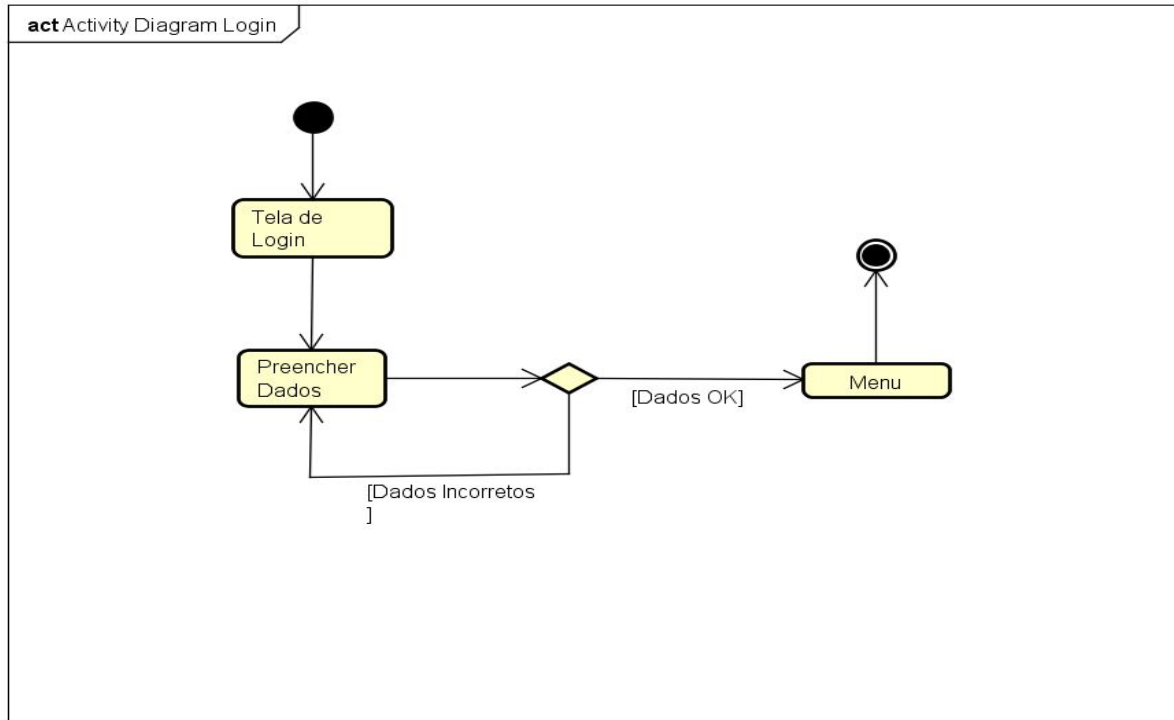 act Activity Diagram Login
Tela de
Login
Preencher
Dados
[Dados OK]
Menu
[Dados Incorretos
]